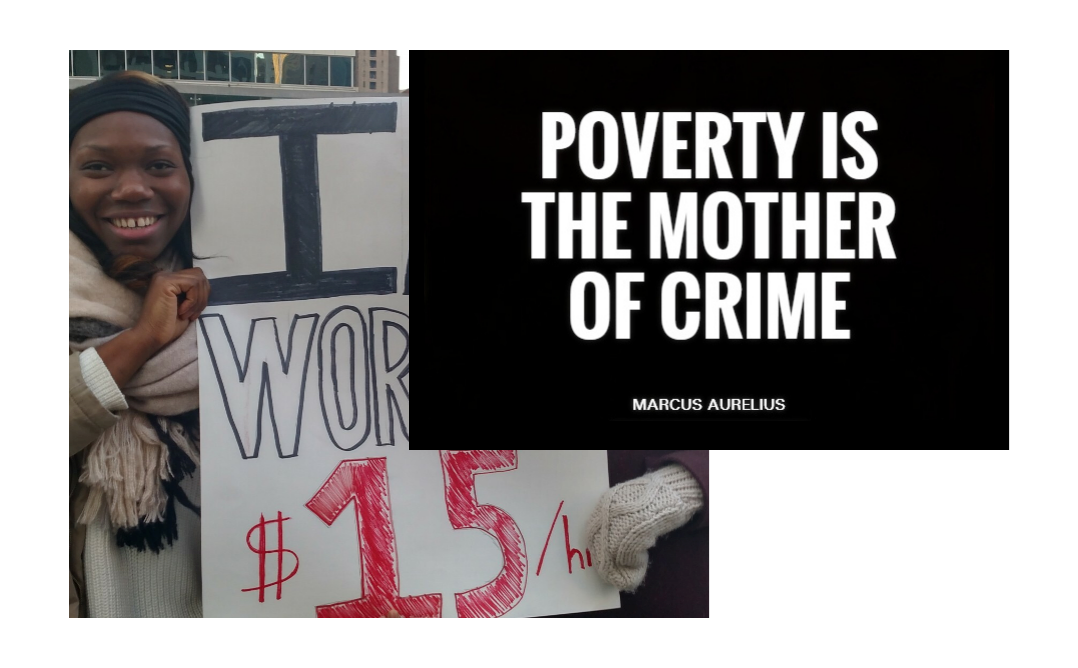 I
WOR
$15/h
POVERTY IS
THE MOTHER
OF CRIME
MARCUS AURELIUS